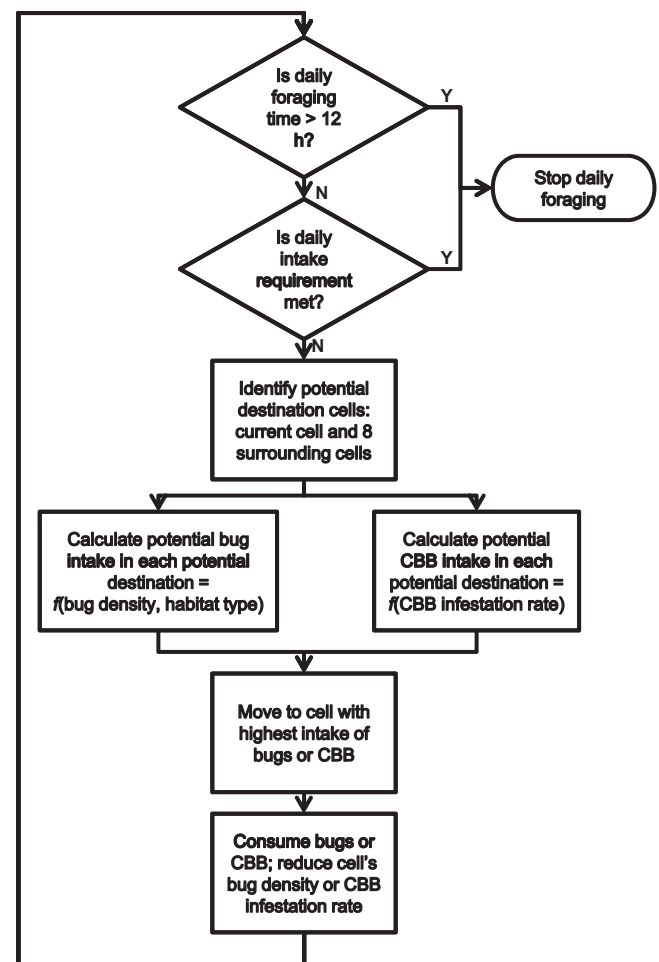 Is daily
foraging
time > 12
h?
Y
Stop daily
foraging
N
Is daily
intake
requirement
met?
Y
N
Identify potential
destination cells:
current cell and 8
surrounding cells
Calculate potential bug
intake in each potential
destination =
f(bug density, habitat type)
Calculate potential
CBB intake in each
potential destination =
f(CBB infestation rate)
Move to cell with
highest intake of
bugs or CBB
Consume bugs or
CBB; reduce cell's
bug density or CBB
infestation rate